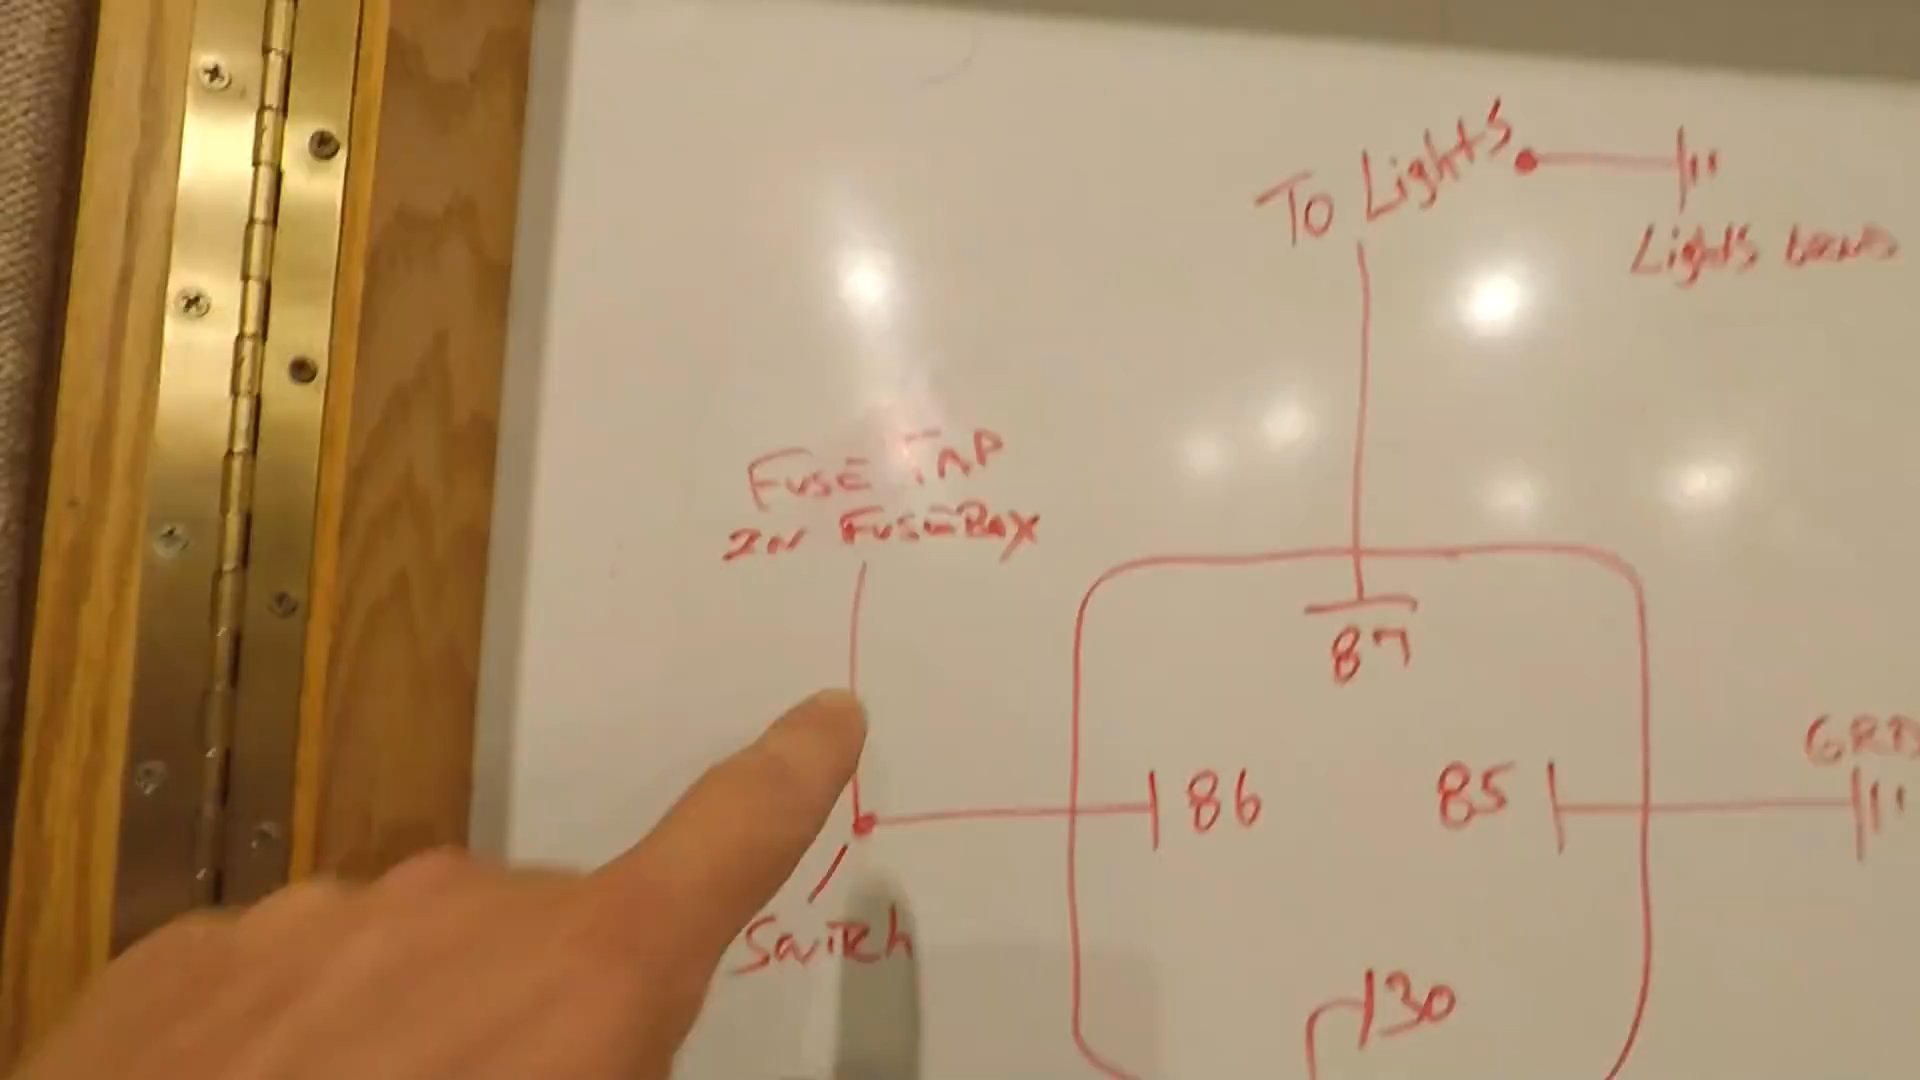 To Lights
Lights
FUSE TAP
IN FUSEBOX
87
GRD
86
85
Switch
30